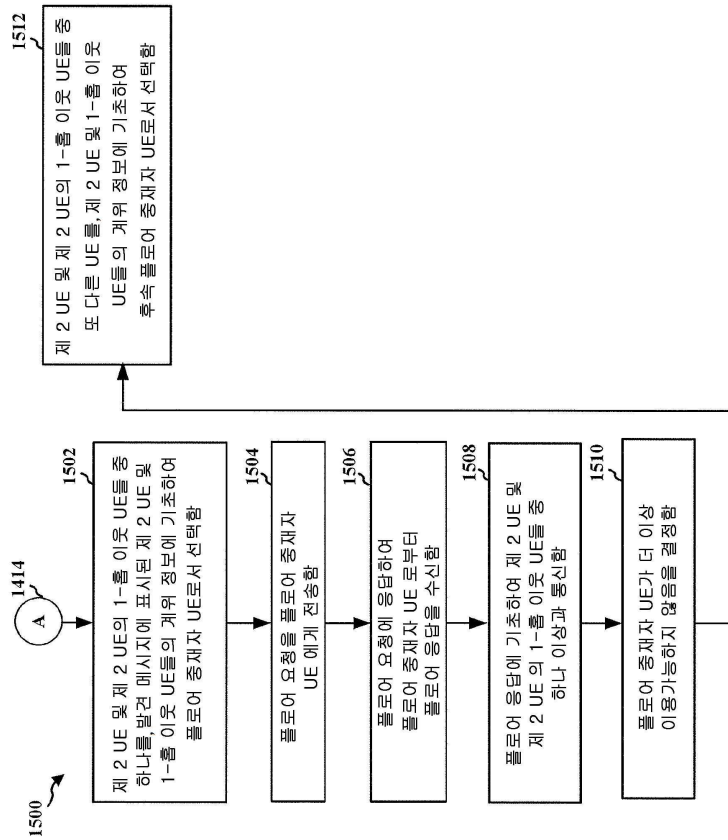 1500
A
1414
1502
제 2 UE 및 제 2 UE의 1-홉 이웃 UE들 중
하나를,발견 메시지에 표시된 제 2 UE 및
1-홉 이웃 UE들의 계위 정보에 기초하여
플로어 중재자 UE로서 선택함
1504
플로어 요청을 플로어 중재자
UE 에게 전송함
1506
플로어 요청에 응답하여
플로어 중재자 UE 로부터
플로어 응답을 수신함
1508
플로어 응답에 기초하여 제 2 UE 및
제 2 UE 의 1-홉 이웃 UE들 중
하나 이상과 통신함
1510
플로어 중재자 UE가 더 이상
이용가능하지 않음을 결정함
1512
제 2 UE 및 제 2 UE의 1-홉 이웃 UE들 중
또 다른 UE 를,제 2 UE 및 1-홉 이웃
UE들의 계위 정보에 기초하여
후속 플로어 중재자 UE로서 선택함